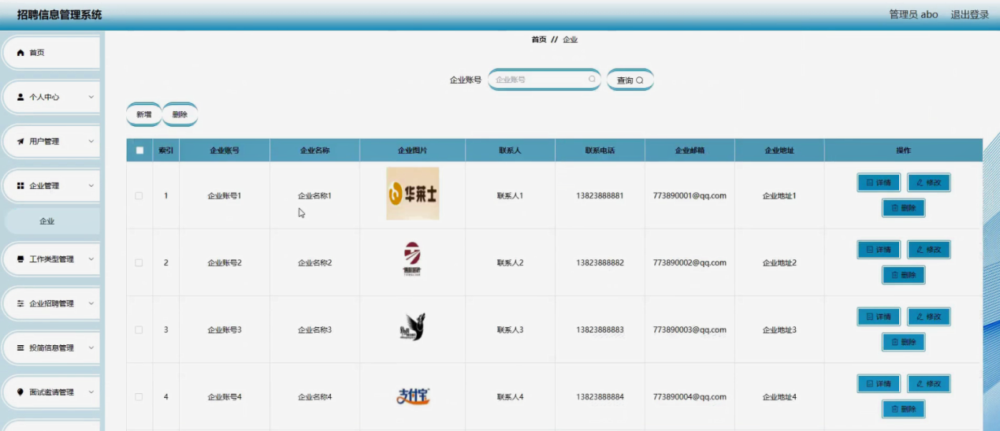 招聘信息管理系统
管理员 abo 退出登录
首页 // 企业
首页
个人中心
用户管理
企业管理
企业
工作类型管理
企业招聘管理
投简信息管理
面试邀请管理
企业账号 企业账号 查询
新增 删除
索引 企业账号 企业名称 企业图片 联系人 联系电话 企业邮箱 企业地址 操作
1 企业账号1 企业名称1 华莱士 联系人1 13823888881 773890001@qq.com 企业地址1 详情 修改
删除
2 企业账号2 企业名称2 联系人2 13823888882 773890002@qq.com 企业地址2 详情 修改
删除
3 企业账号3 企业名称3 联系人3 13823888883 773890003@qq.com 企业地址3 详情 修改
删除
4 企业账号4 企业名称4 支付宝 联系人4 13823888884 773890004@qq.com 企业地址4 详情 修改
删除